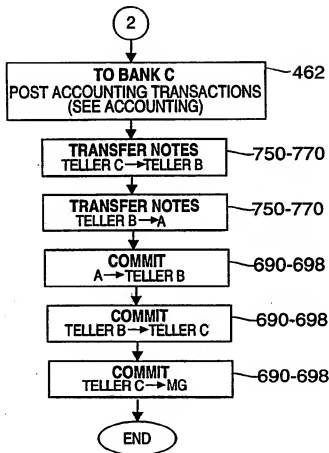 2
TO BANK C
POST ACCOUNTING TRANSACTIONS
(SEE ACCOUNTING)
462
TRANSFER NOTES
TELLER C→TELLER B
750-770
TRANSFER NOTES
TELLER B→A
750-770
COMMIT
A→TELLER B
690-698
COMMIT
TELLER B→TELLER C
690-698
COMMIT
TELLER C→MG
690-698
END